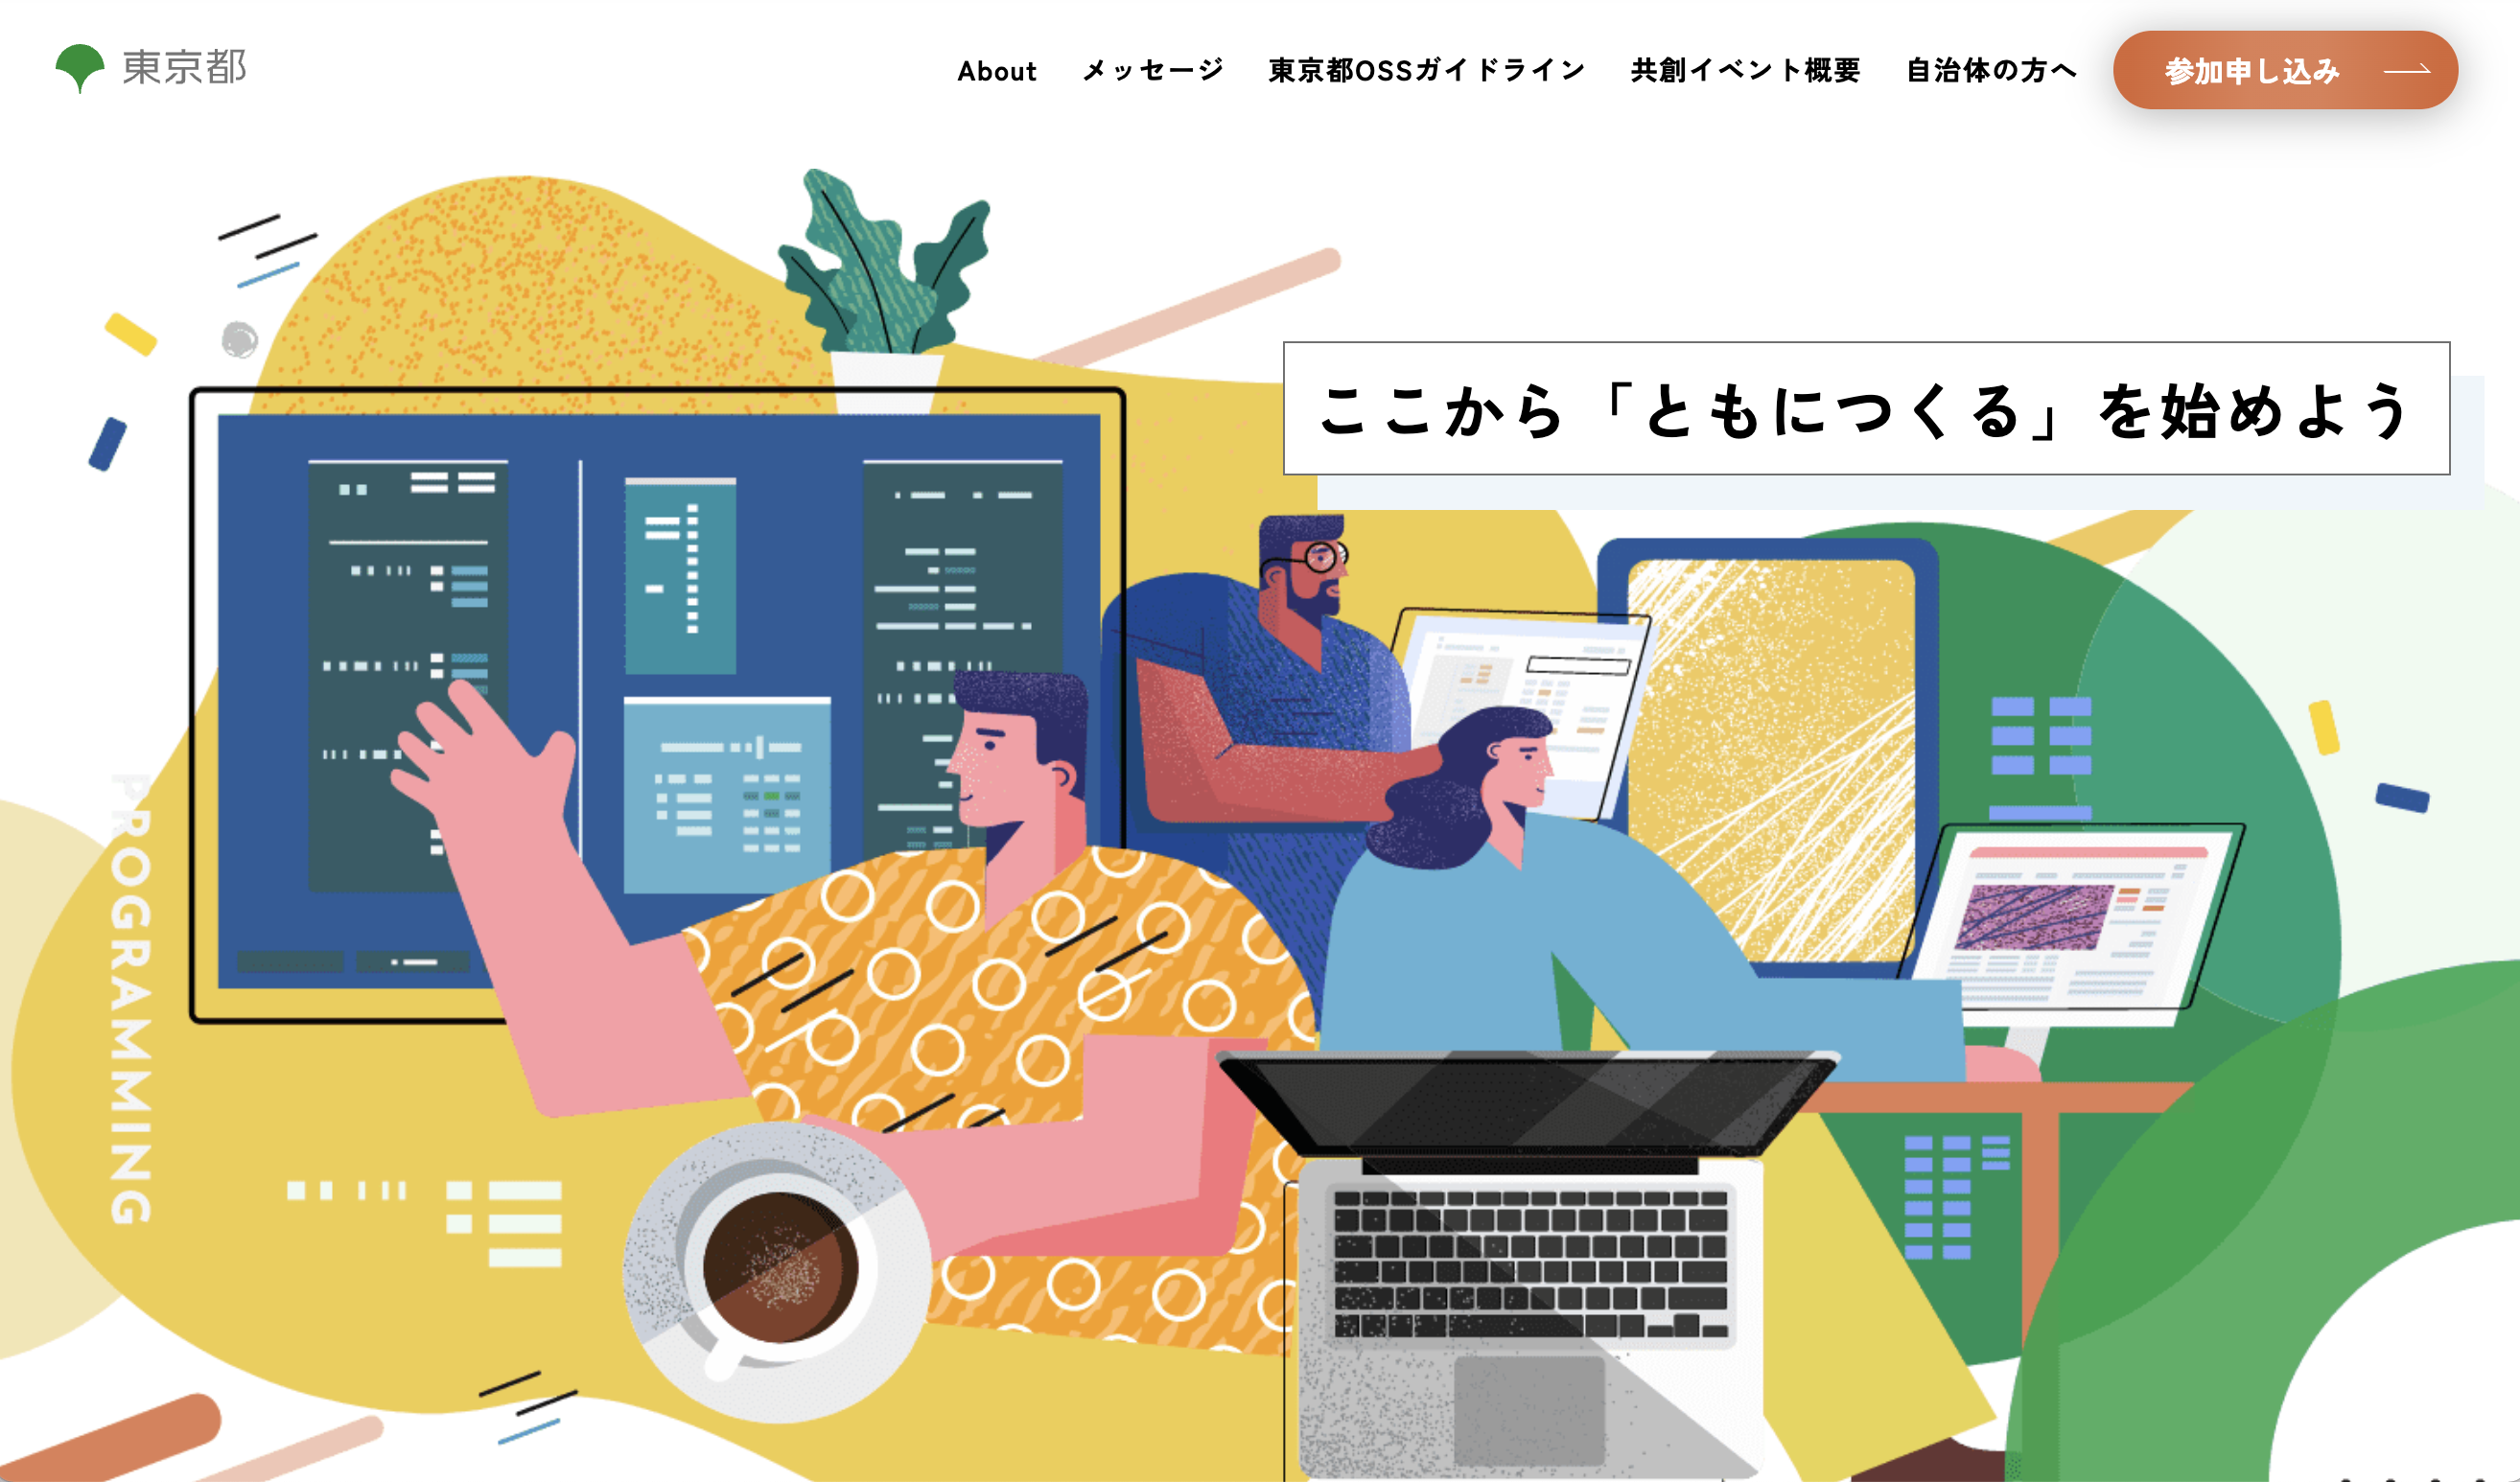 東京都
About
メッセージ
東京都OSSガイドライン
共創イベント概要
自治体の方へ
参加申し込み
ここから「ともにつくる」を始めよう
PROGRAMMING